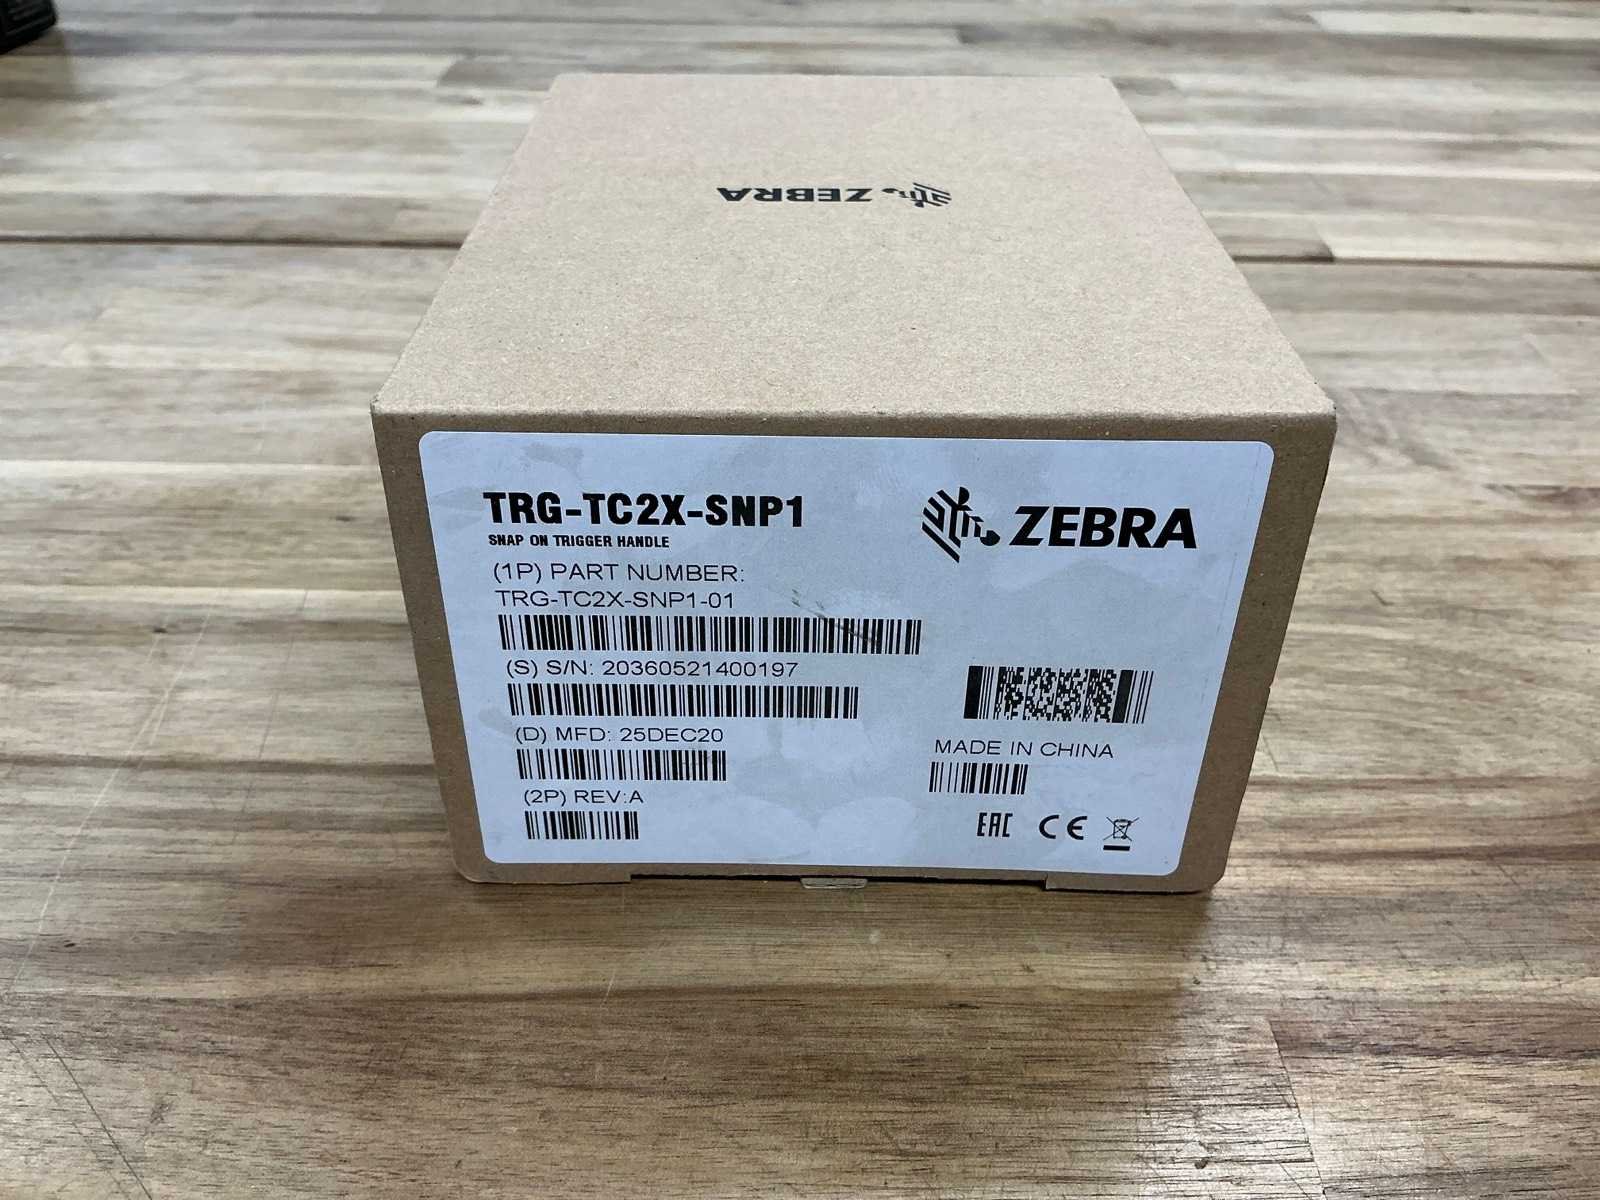 ZEBRA
TRG-TC2X-SNP1
SNAP ON TRIGGER HANDLE
ZEBRA
(1P) PART NUMBER:
TRG-TC2X-SNP1-01
(S) S/N: 20360521400197
(D) MFD: 25DEC20
(2P) REV:A
MADE IN CHINA
EAC CE